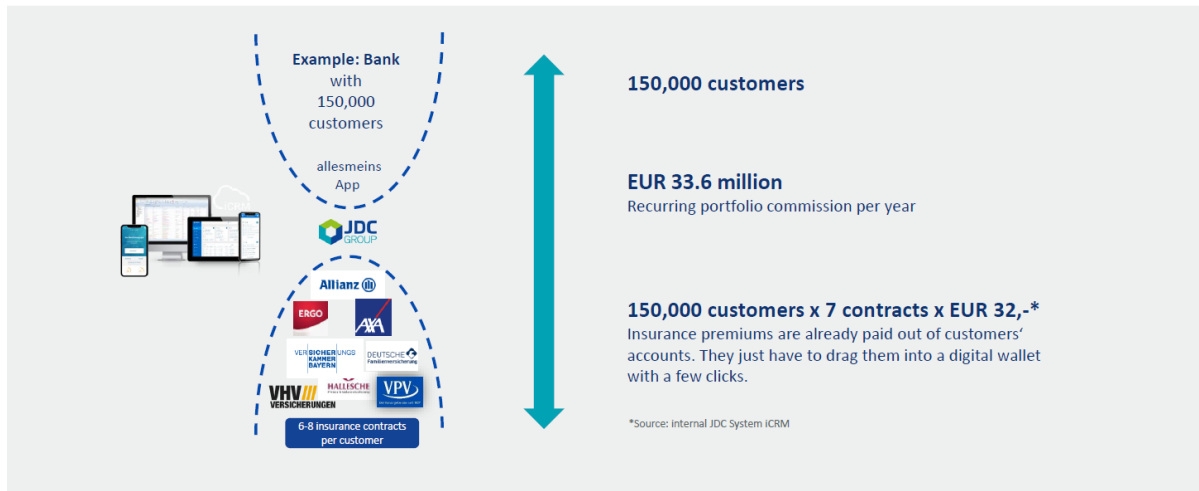 Example: Bank
with
150,000
customers
allesmeins
App
JDC
GROUP
Allianz
ERGO
AXA
VERSICHERUNGS
KAMMER
BAYERN
DEUTSCHE
Familienversicherung
VHV
VERSICHERUNGEN
HALLESCHE
VPV
6-8 insurance contracts
per customer
150,000 customers
EUR 33.6 million
Recurring portfolio commission per year
150,000 customers x 7 contracts x EUR 32,-*
Insurance premiums are already paid out of customers‘
accounts. They just have to drag them into a digital wallet
with a few clicks.
*Source: internal JDC System iCRM